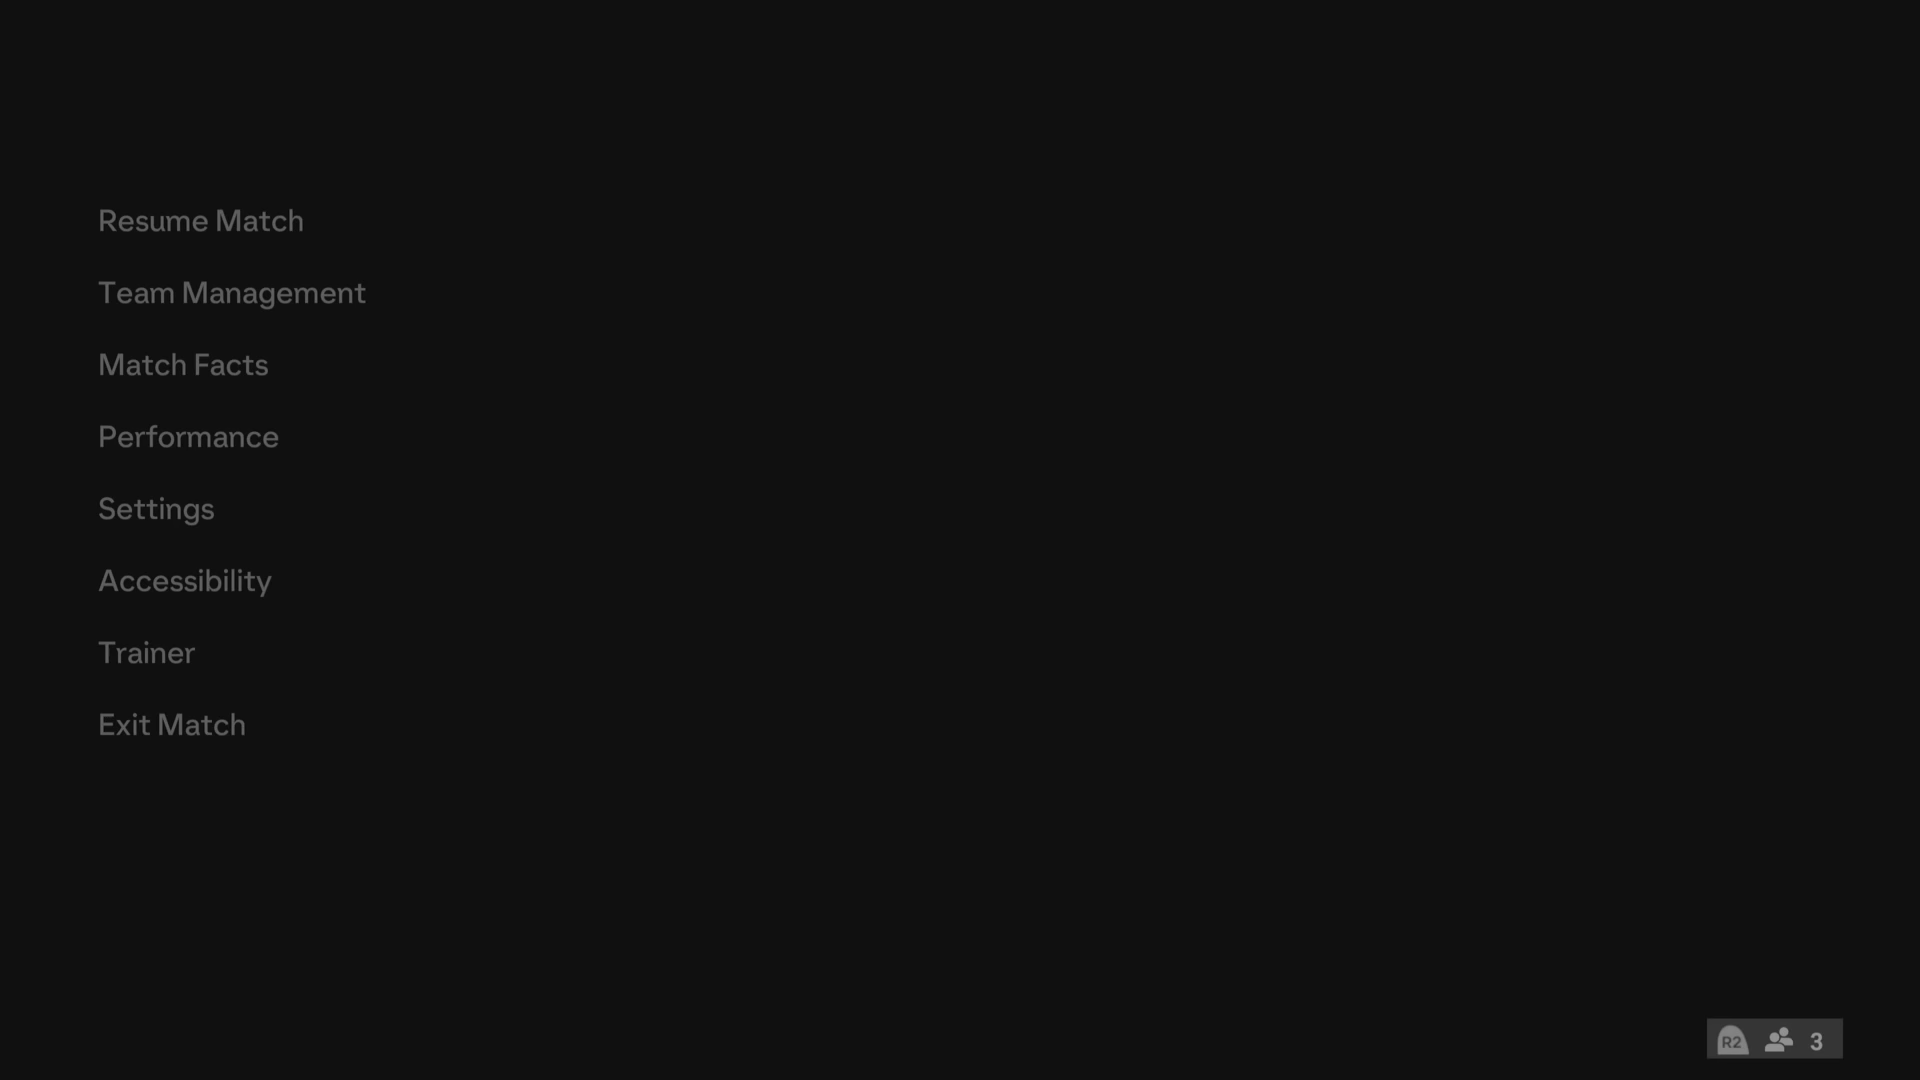 Resume Match
Team Management
Match Facts
Performance
Settings
Accessibility
Trainer
Exit Match
R2 3